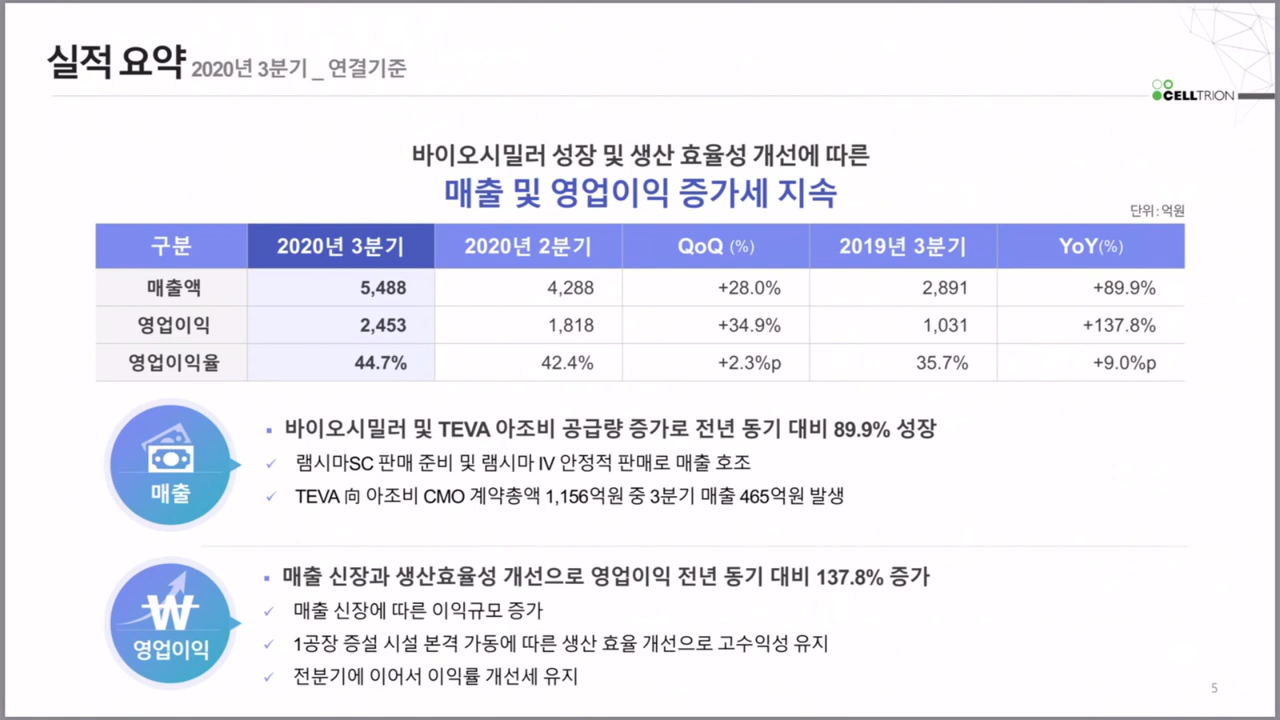 실적 요약 2020년 3분기 _ 연결기준
CELLTRION
바이오시밀러 성장 및 생산 효율성 개선에 따른
매출 및 영업이익 증가세 지속
단위 : 억원
구분 2020년 3분기 2020년 2분기 QoQ (%) 2019년 3분기 YoY(%)
매출액 5,488 4,288 +28.0% 2,891 +89.9%
영업이익 2,453 1,818 +34.9% 1,031 +137.8%
영업이익율 44.7% 42.4% +2.3%p 35.7% +9.0%p
매출
▪ 바이오시밀러 및 TEVA 아조비 공급량 증가로 전년 동기 대비 89.9% 성장
✓ 램시마SC 판매 준비 및 램시마 IV 안정적 판매로 매출 호조
✓ TEVA 向 아조비 CMO 계약총액 1,156억원 중 3분기 매출 465억원 발생
₩
영업이익
▪ 매출 신장과 생산효율성 개선으로 영업이익 전년 동기 대비 137.8% 증가
✓ 매출 신장에 따른 이익규모 증가
✓ 1공장 증설 시설 본격 가동에 따른 생산 효율 개선으로 고수익성 유지
✓ 전분기에 이어서 이익률 개선세 유지
5